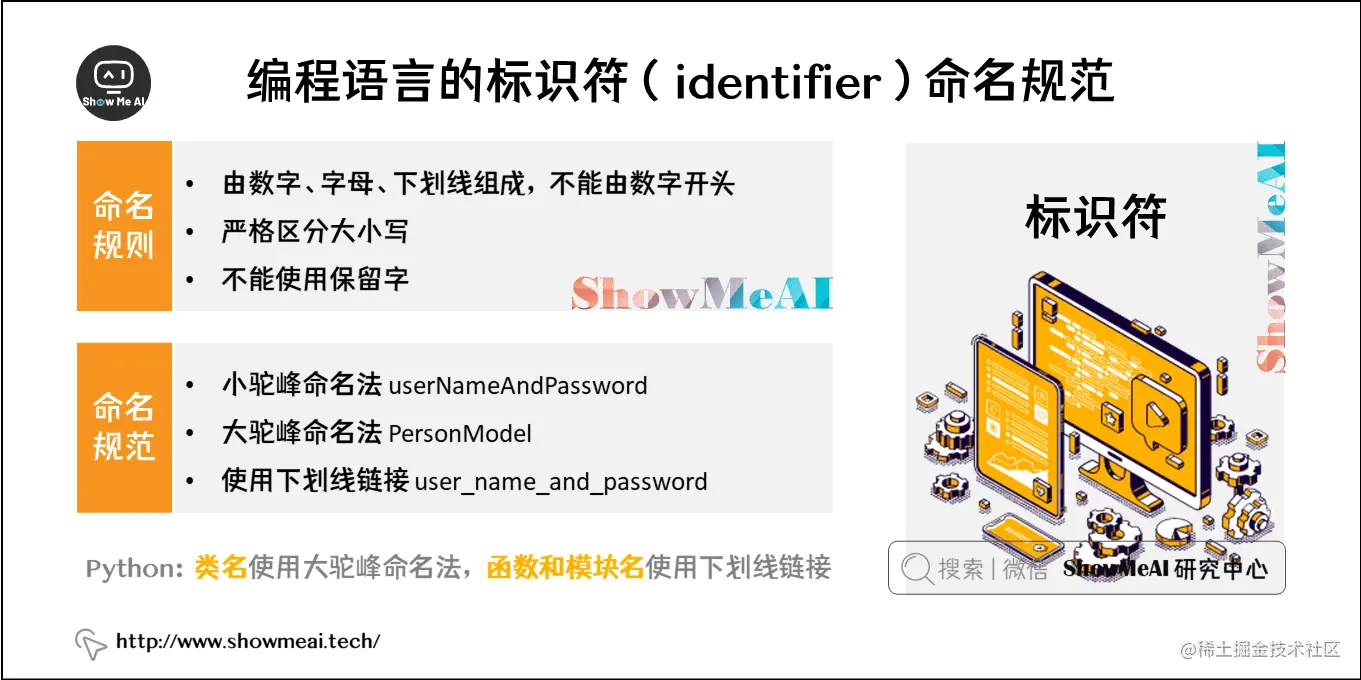 Show Me AI
编程语言的标识符（identifier）命名规范
命名
规则
• 由数字、字母、下划线组成，不能由数字开头
• 严格区分大小写
• 不能使用保留字
ShowMeAI
命名
规范
• 小驼峰命名法 userNameAndPassword
• 大驼峰命名法 PersonModel
• 使用下划线链接 user_name_and_password
Python: 类名使用大驼峰命名法，函数和模块名使用下划线链接
http://www.showmeai.tech/
标识符
ShowMeAI
搜索 | 微信 ShowMeAI 研究中心
@稀土掘金技术社区